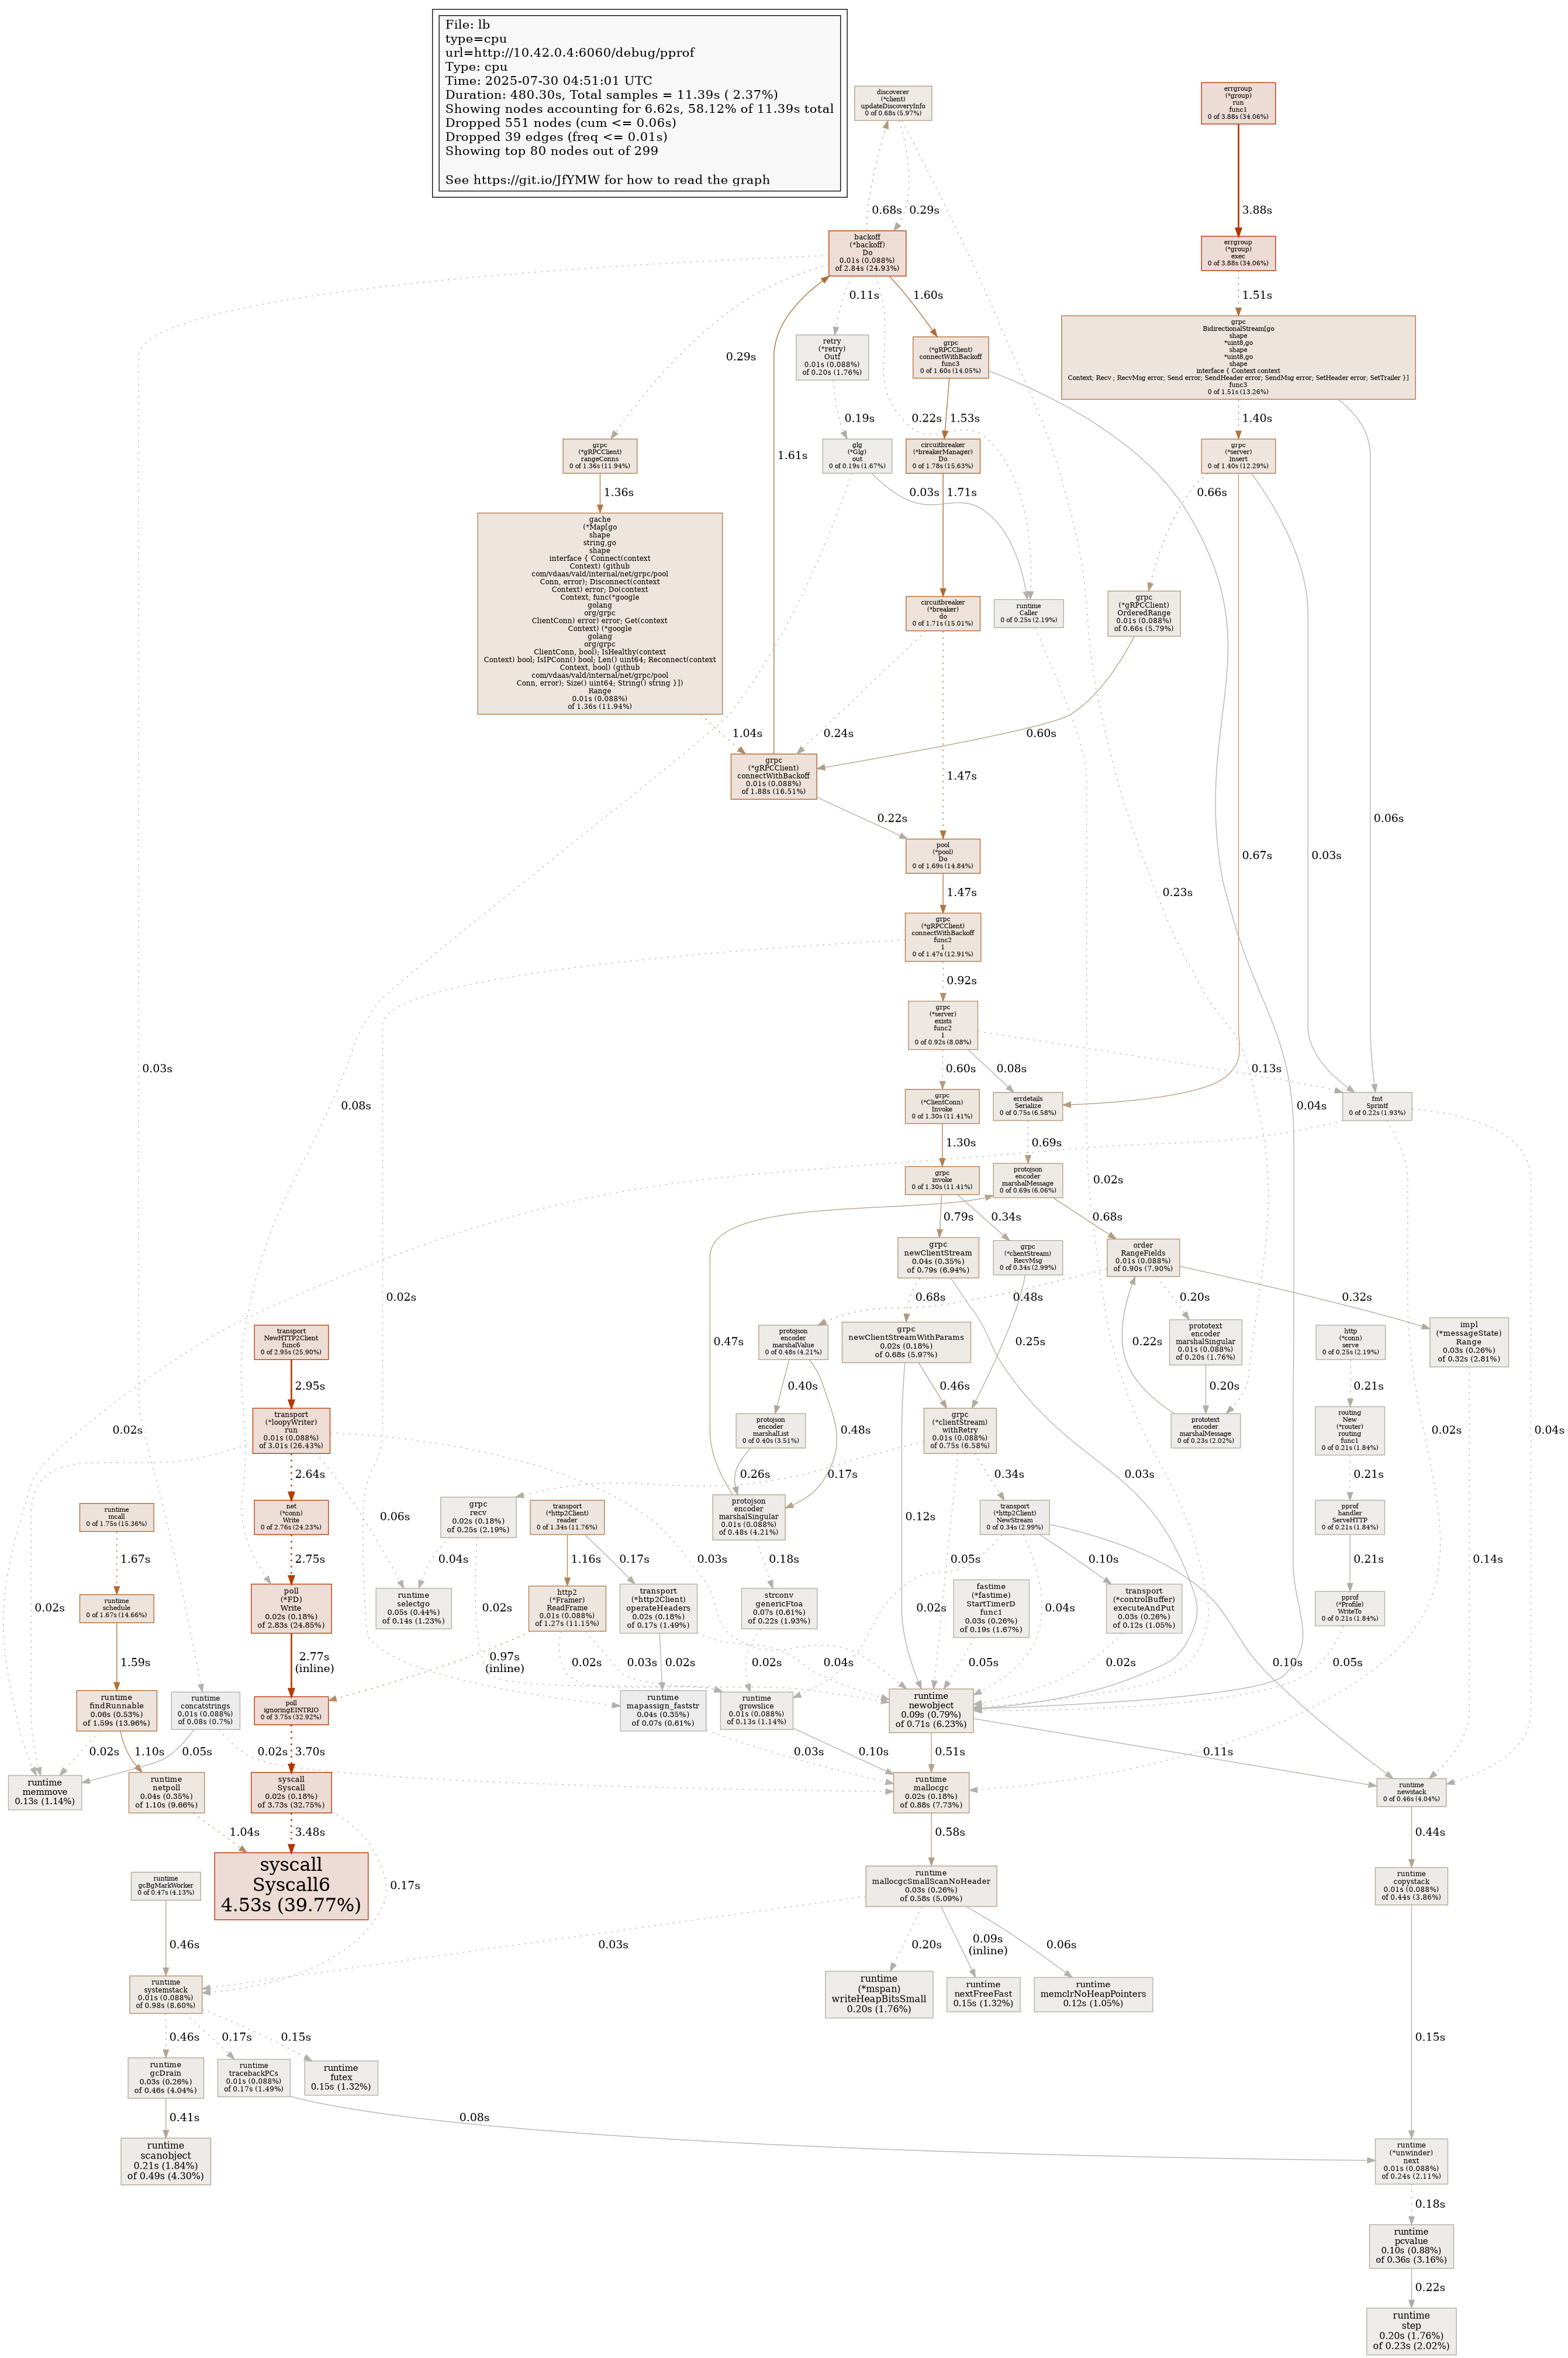 File: lb
type=cpu
url=http://10.42.0.4:6060/debug/pprof
Type: cpu
Time: 2025-07-30 04:51:01 UTC
Duration: 480.30s, Total samples = 11.39s ( 2.37%)
Showing nodes accounting for 6.62s, 58.12% of 11.39s total
Dropped 551 nodes (cum <= 0.06s)
Dropped 39 edges (freq <= 0.01s)
Showing top 80 nodes out of 299
See https://git.io/JfYMW for how to read the graph
discoverer
(*client)
updateDiscoveryInfo
0 of 0.68s (5.97%)
errgroup
(*group)
run
func1
0 of 3.88s (34.06%)
0.68s
0.29s
3.88s
backoff
(*backoff)
Do
0.01s (0.088%)
of 2.84s (24.93%)
errgroup
(*group)
exec
0 of 3.88s (34.06%)
0.11s
1.60s
1.51s
retry
(*retry)
Outf
0.01s (0.088%)
of 0.20s (1.76%)
grpc
(*gRPCClient)
connectWithBackoff
func3
0 of 1.60s (14.05%)
grpc
BidirectionalStream[go
shape
*uint8,go
shape
*uint8,go
shape
interface { Context context
Context; Recv ; RecvMsg error; Send error; SendHeader error; SendMsg error; SetHeader error; SetTrailer }]
func3
0 of 1.51s (13.26%)
0.29s
0.19s
0.22s
1.53s
1.40s
grpc
(*gRPCClient)
rangeConns
0 of 1.36s (11.94%)
1.61s
glg
(*Glg)
out
0 of 0.19s (1.67%)
circuitbreaker
(*breakerManager)
Do
0 of 1.78s (15.63%)
grpc
(*server)
Insert
0 of 1.40s (12.29%)
1.36s
0.03s
1.71s
0.66s
gache
(*Map[go
shape
string,go
shape
interface { Connect(context
Context) (github
com/vdaas/vald/internal/net/grpc/pool
Conn, error); Disconnect(context
Context) error; Do(context
Context, func(*google
golang
org/grpc
ClientConn) error) error; Get(context
Context) (*google
golang
org/grpc
ClientConn, bool); IsHealthy(context
Context) bool; IsIPConn() bool; Len() uint64; Reconnect(context
Context, bool) (github
com/vdaas/vald/internal/net/grpc/pool
Conn, error); Size() uint64; String() string }])
Range
0.01s (0.088%)
of 1.36s (11.94%)
circuitbreaker
(*breaker)
do
0 of 1.71s (15.01%)
runtime
Caller
0 of 0.25s (2.19%)
grpc
(*gRPCClient)
OrderedRange
0.01s (0.088%)
of 0.66s (5.79%)
1.04s
0.24s
0.60s
grpc
(*gRPCClient)
connectWithBackoff
0.01s (0.088%)
of 1.88s (16.51%)
1.47s
0.22s
0.06s
pool
(*pool)
Do
0 of 1.69s (14.84%)
0.67s
0.03s
1.47s
0.23s
grpc
(*gRPCClient)
connectWithBackoff
func2
1
0 of 1.47s (12.91%)
0.92s
grpc
(*server)
exists
func2
1
0 of 0.92s (8.08%)
0.03s
0.60s
0.08s
0.13s
0.08s
grpc
(*ClientConn)
Invoke
0 of 1.30s (11.41%)
errdetails
Serialize
0 of 0.75s (6.58%)
0.04s
fmt
Sprintf
0 of 0.22s (1.93%)
1.30s
0.69s
grpc
invoke
0 of 1.30s (11.41%)
protojson
encoder
marshalMessage
0 of 0.69s (6.06%)
0.02s
0.79s
0.34s
0.68s
grpc
newClientStream
0.04s (0.35%)
of 0.79s (6.94%)
grpc
(*clientStream)
RecvMsg
0 of 0.34s (2.99%)
order
RangeFields
0.01s (0.088%)
of 0.90s (7.90%)
0.02s
0.68s
0.48s
0.20s
0.32s
transport
NewHTTP2Client
func6
0 of 2.95s (25.90%)
0.47s
protojson
encoder
marshalValue
0 of 0.48s (4.21%)
grpc
newClientStreamWithParams
0.02s (0.18%)
of 0.68s (5.97%)
0.25s
0.22s
prototext
encoder
marshalSingular
0.01s (0.088%)
of 0.20s (1.76%)
http
(*conn)
serve
0 of 0.25s (2.19%)
impl
(*messageState)
Range
0.03s (0.26%)
of 0.32s (2.81%)
2.95s
0.40s
0.46s
0.20s
0.21s
transport
(*loopyWriter)
run
0.01s (0.088%)
of 3.01s (26.43%)
0.02s
protojson
encoder
marshalList
0 of 0.40s (3.51%)
0.48s
grpc
(*clientStream)
withRetry
0.01s (0.088%)
of 0.75s (6.58%)
prototext
encoder
marshalMessage
0 of 0.23s (2.02%)
routing
New
(*router)
routing
func1
0 of 0.21s (1.84%)
0.02s
0.04s
2.64s
0.26s
0.17s
0.34s
0.03s
0.21s
runtime
mcall
0 of 1.75s (15.36%)
net
(*conn)
Write
0 of 2.76s (24.23%)
0.06s
grpc
recv
0.02s (0.18%)
of 0.25s (2.19%)
transport
(*http2Client)
reader
0 of 1.34s (11.76%)
protojson
encoder
marshalSingular
0.01s (0.088%)
of 0.48s (4.21%)
0.12s
transport
(*http2Client)
NewStream
0 of 0.34s (2.99%)
pprof
handler
ServeHTTP
0 of 0.21s (1.84%)
1.67s
2.75s
0.04s
1.16s
0.17s
0.03s
0.18s
0.05s
0.10s
0.21s
0.14s
runtime
schedule
0 of 1.67s (14.66%)
poll
(*FD)
Write
0.02s (0.18%)
of 2.83s (24.85%)
runtime
selectgo
0.05s (0.44%)
of 0.14s (1.23%)
http2
(*Framer)
ReadFrame
0.01s (0.088%)
of 1.27s (11.15%)
transport
(*http2Client)
operateHeaders
0.02s (0.18%)
of 0.17s (1.49%)
strconv
genericFtoa
0.07s (0.61%)
of 0.22s (1.93%)
fastime
(*fastime)
StartTimerD
func1
0.03s (0.26%)
of 0.19s (1.67%)
transport
(*controlBuffer)
executeAndPut
0.03s (0.26%)
of 0.12s (1.05%)
pprof
(*Profile)
WriteTo
0 of 0.21s (1.84%)
0.02s
0.02s
0.02s
0.04s
1.59s
2.77s
(inline)
0.97s
(inline)
0.02s
0.03s
0.02s
0.04s
0.02s
0.05s
0.02s
0.10s
0.05s
runtime
findRunnable
0.06s (0.53%)
of 1.59s (13.96%)
runtime
concatstrings
0.01s (0.088%)
of 0.08s (0.7%)
poll
ignoringEINTRIO
0 of 3.75s (32.92%)
runtime
mapassign_faststr
0.04s (0.35%)
of 0.07s (0.61%)
runtime
growslice
0.01s (0.088%)
of 0.13s (1.14%)
runtime
newobject
0.09s (0.79%)
of 0.71s (6.23%)
0.02s
1.10s
0.05s
0.02s
3.70s
0.03s
0.10s
0.51s
0.11s
runtime
memmove
0.13s (1.14%)
runtime
netpoll
0.04s (0.35%)
of 1.10s (9.66%)
syscall
Syscall
0.02s (0.18%)
of 3.73s (32.75%)
runtime
mallocgc
0.02s (0.18%)
of 0.88s (7.73%)
runtime
newstack
0 of 0.46s (4.04%)
1.04s
3.48s
0.58s
0.44s
runtime
gcBgMarkWorker
0 of 0.47s (4.13%)
syscall
Syscall6
4.53s (39.77%)
0.17s
runtime
mallocgcSmallScanNoHeader
0.03s (0.26%)
of 0.58s (5.09%)
runtime
copystack
0.01s (0.088%)
of 0.44s (3.86%)
0.46s
0.03s
0.20s
0.09s
(inline)
0.06s
runtime
systemstack
0.01s (0.088%)
of 0.98s (8.60%)
runtime
(*mspan)
writeHeapBitsSmall
0.20s (1.76%)
runtime
nextFreeFast
0.15s (1.32%)
runtime
memclrNoHeapPointers
0.12s (1.05%)
0.46s
0.17s
0.15s
0.15s
runtime
gcDrain
0.03s (0.26%)
of 0.46s (4.04%)
runtime
tracebackPCs
0.01s (0.088%)
of 0.17s (1.49%)
runtime
futex
0.15s (1.32%)
0.41s
0.08s
runtime
scanobject
0.21s (1.84%)
of 0.49s (4.30%)
runtime
(*unwinder)
next
0.01s (0.088%)
of 0.24s (2.11%)
0.18s
runtime
pcvalue
0.10s (0.88%)
of 0.36s (3.16%)
0.22s
runtime
step
0.20s (1.76%)
of 0.23s (2.02%)